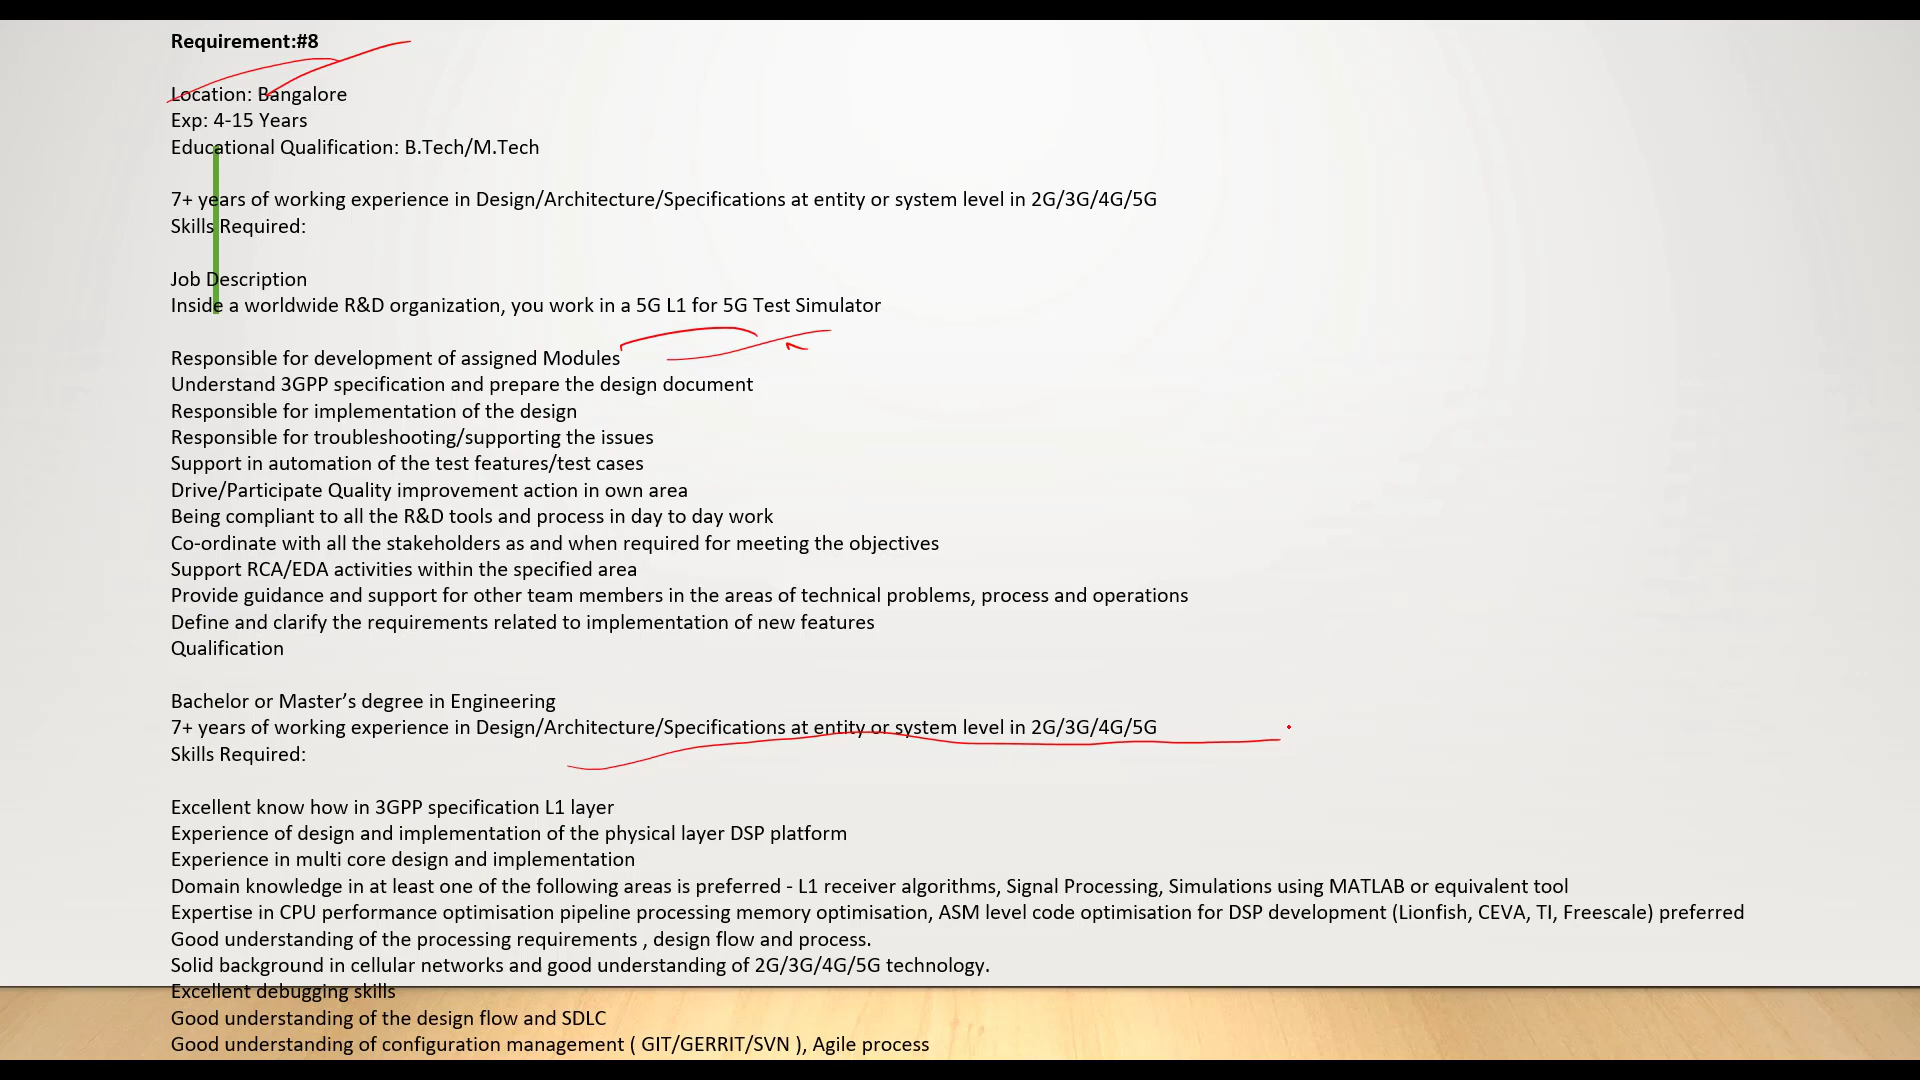 Requirement:#8
Location: Bangalore
Exp: 4-15 Years
Educational Qualification: B.Tech/M.Tech
7+ years of working experience in Design/Architecture/Specifications at entity or system level in 2G/3G/4G/5G
Skills Required:
Job Description
Inside a worldwide R&D organization, you work in a 5G L1 for 5G Test Simulator
Responsible for development of assigned Modules
Understand 3GPP specification and prepare the design document
Responsible for implementation of the design
Responsible for troubleshooting/supporting the issues
Support in automation of the test features/test cases
Drive/Participate Quality improvement action in own area
Being compliant to all the R&D tools and process in day to day work
Co-ordinate with all the stakeholders as and when required for meeting the objectives
Support RCA/EDA activities within the specified area
Provide guidance and support for other team members in the areas of technical problems, process and operations
Define and clarify the requirements related to implementation of new features
Qualification
Bachelor or Master’s degree in Engineering
7+ years of working experience in Design/Architecture/Specifications at entity or system level in 2G/3G/4G/5G
Skills Required:
Excellent know how in 3GPP specification L1 layer
Experience of design and implementation of the physical layer DSP platform
Experience in multi core design and implementation
Domain knowledge in at least one of the following areas is preferred - L1 receiver algorithms, Signal Processing, Simulations using MATLAB or equivalent tool
Expertise in CPU performance optimisation pipeline processing memory optimisation, ASM level code optimisation for DSP development (Lionfish, CEVA, TI, Freescale) preferred
Good understanding of the processing requirements , design flow and process.
Solid background in cellular networks and good understanding of 2G/3G/4G/5G technology.
Excellent debugging skills
Good understanding of the design flow and SDLC
Good understanding of configuration management ( GIT/GERRIT/SVN ), Agile process